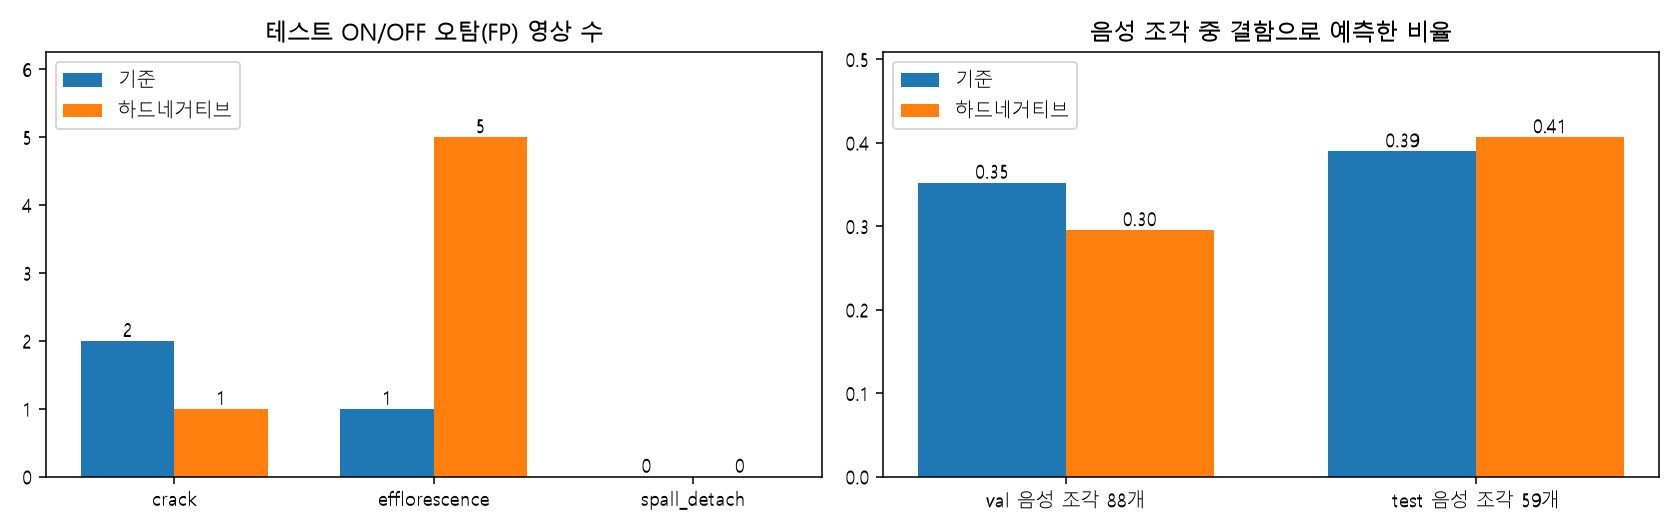 테스트 ON/OFF 오탐(FP) 영상 수
기준
하드네거티브
6
5
4
3
2
1
0
2
1
1
5
0
0
crack
efflorescence
spall_detach
음성 조각 중 결함으로 예측한 비율
기준
하드네거티브
0.5
0.4
0.3
0.2
0.1
0.0
0.35
0.30
0.39
0.41
val 음성 조각 88개
test 음성 조각 59개